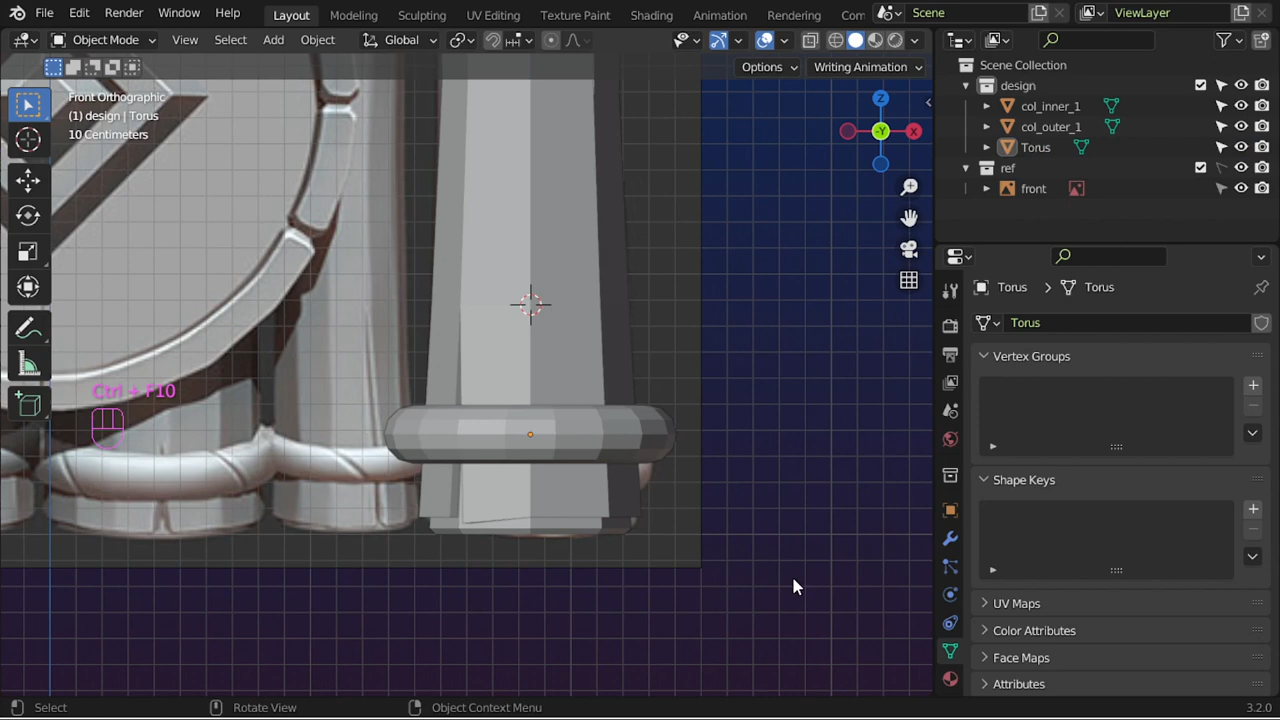 File Edit Render Window Help Layout Modeling Sculpting UV Editing Texture Paint Shading Animation Rendering Com Scene ViewLayer
Object Mode View Select Add Object Global
Options Writing Animation
Front Orthographic
(1) design | Torus
10 Centimeters
Z
-Y
X
Ctrl + F10
Scene Collection
design
col_inner_1
col_outer_1
Torus
ref
front
Torus > Torus
Torus
Vertex Groups
Shape Keys
UV Maps
Color Attributes
Face Maps
Attributes
Select Rotate View Object Context Menu 3.2.0